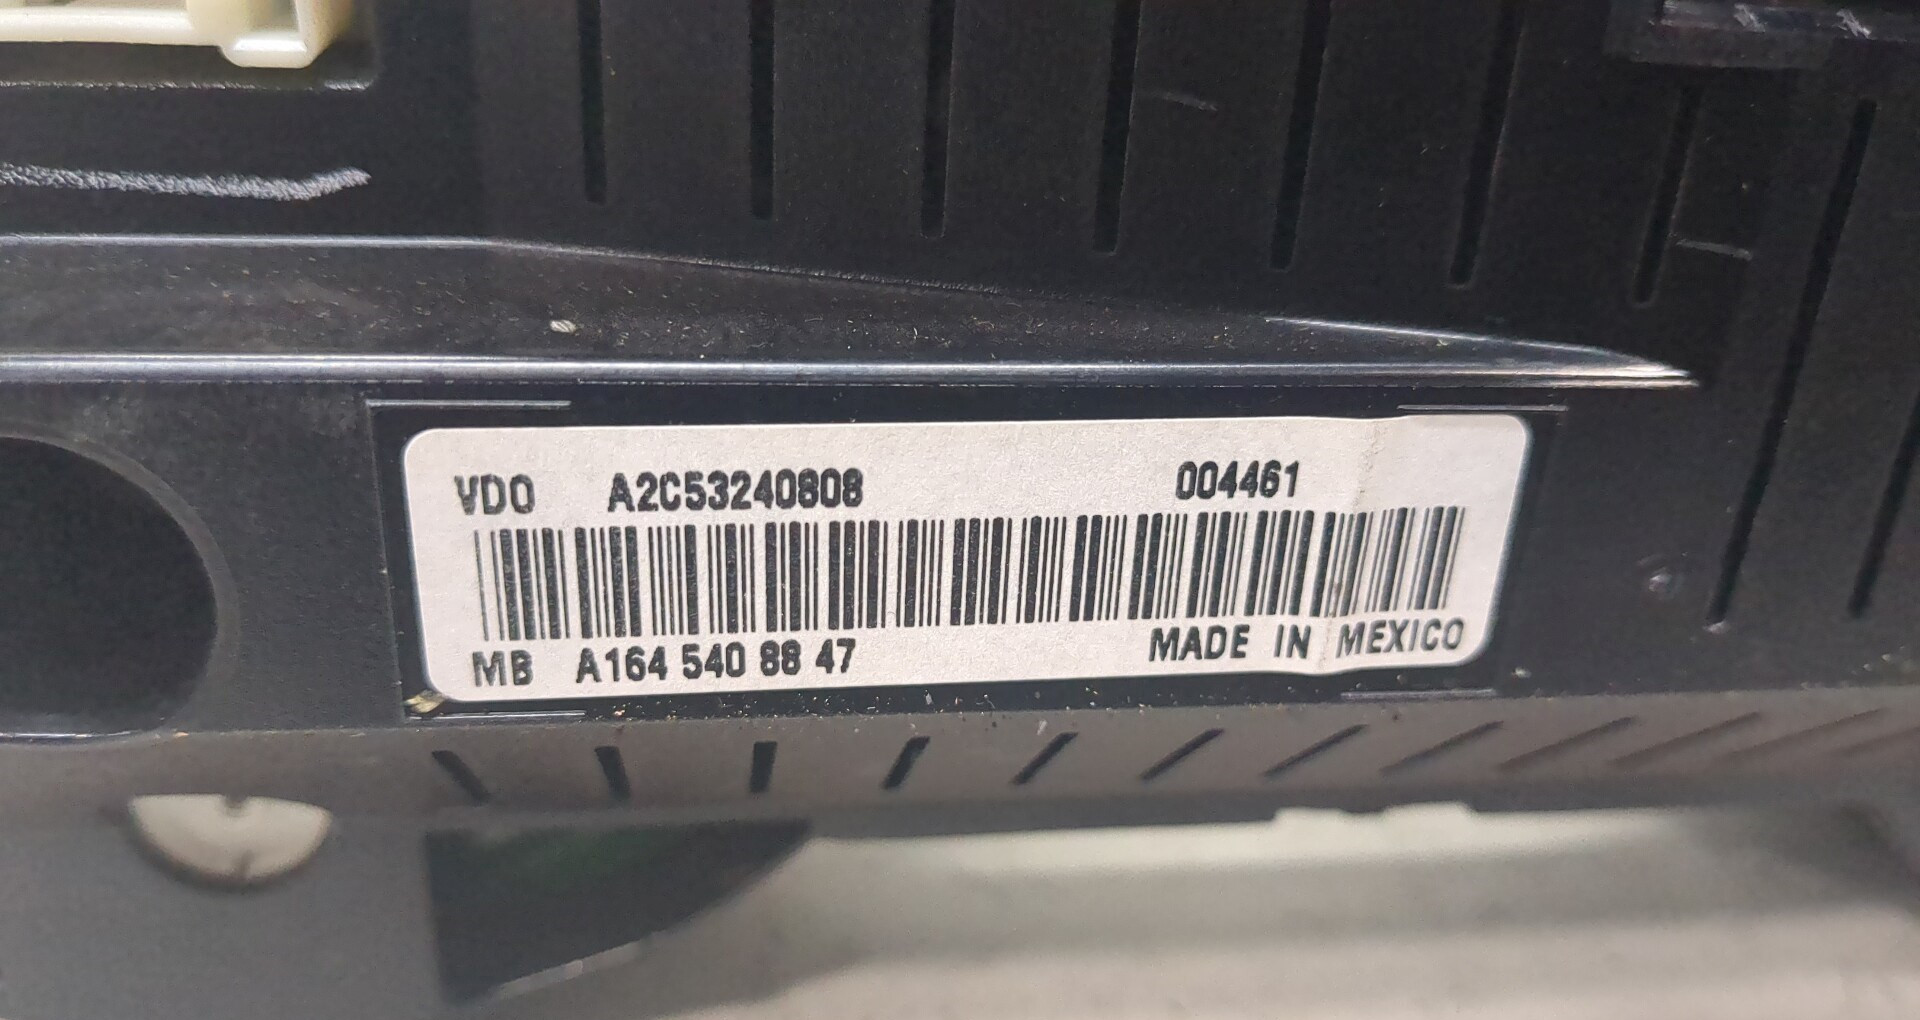 VDO A2C53240808 004461
MB A164 540 88 47 MADE IN MEXICO